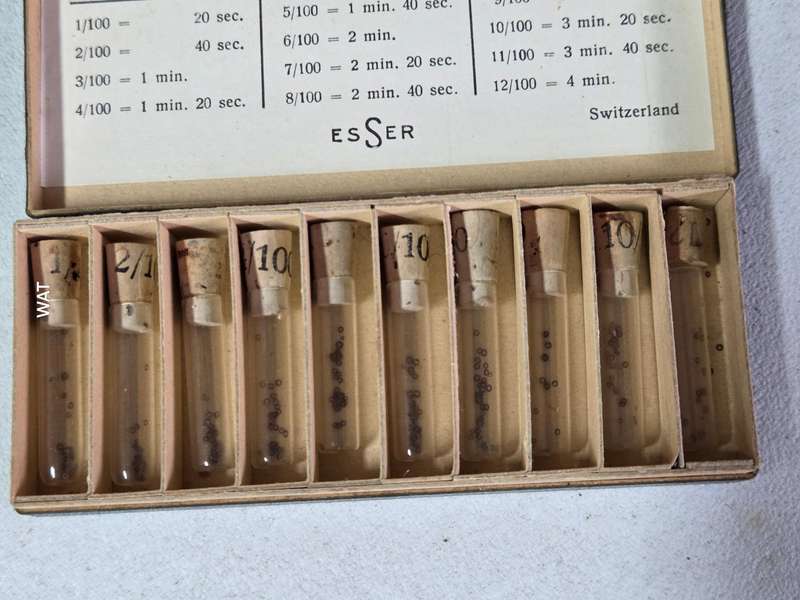 1/100 = 20 sec.
2/100 = 40 sec.
3/100 = 1 min.
4/100 = 1 min. 20 sec.
5/100 = 1 min. 40 sec.
6/100 = 2 min.
7/100 = 2 min. 20 sec.
8/100 = 2 min. 40 sec.
10/100 = 3 min. 20 sec.
11/100 = 3 min. 40 sec.
12/100 = 4 min.
ESSER
Switzerland
1/
2/10
/100
/10
0/
10/
WAT